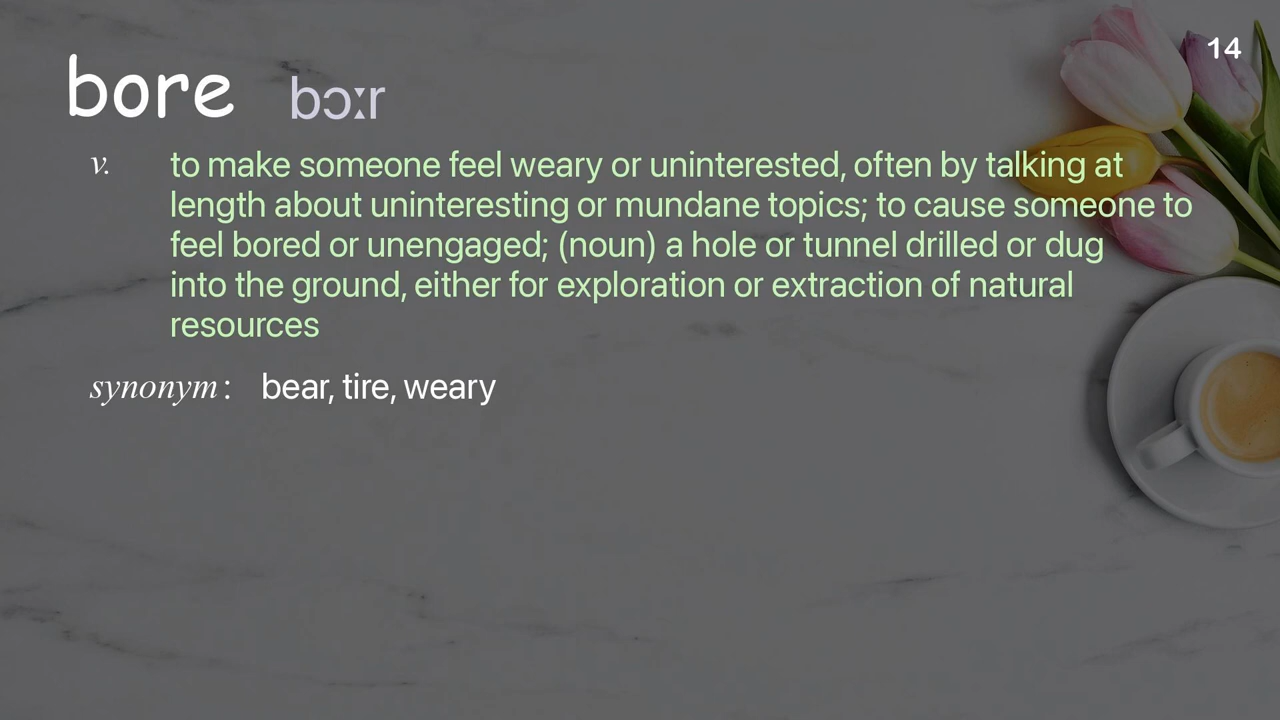 14
bore bɔːr
v. to make someone feel weary or uninterested, often by talking at
length about uninteresting or mundane topics; to cause someone to
feel bored or unengaged; (noun) a hole or tunnel drilled or dug
into the ground, either for exploration or extraction of natural
resources
synonym : bear, tire, weary